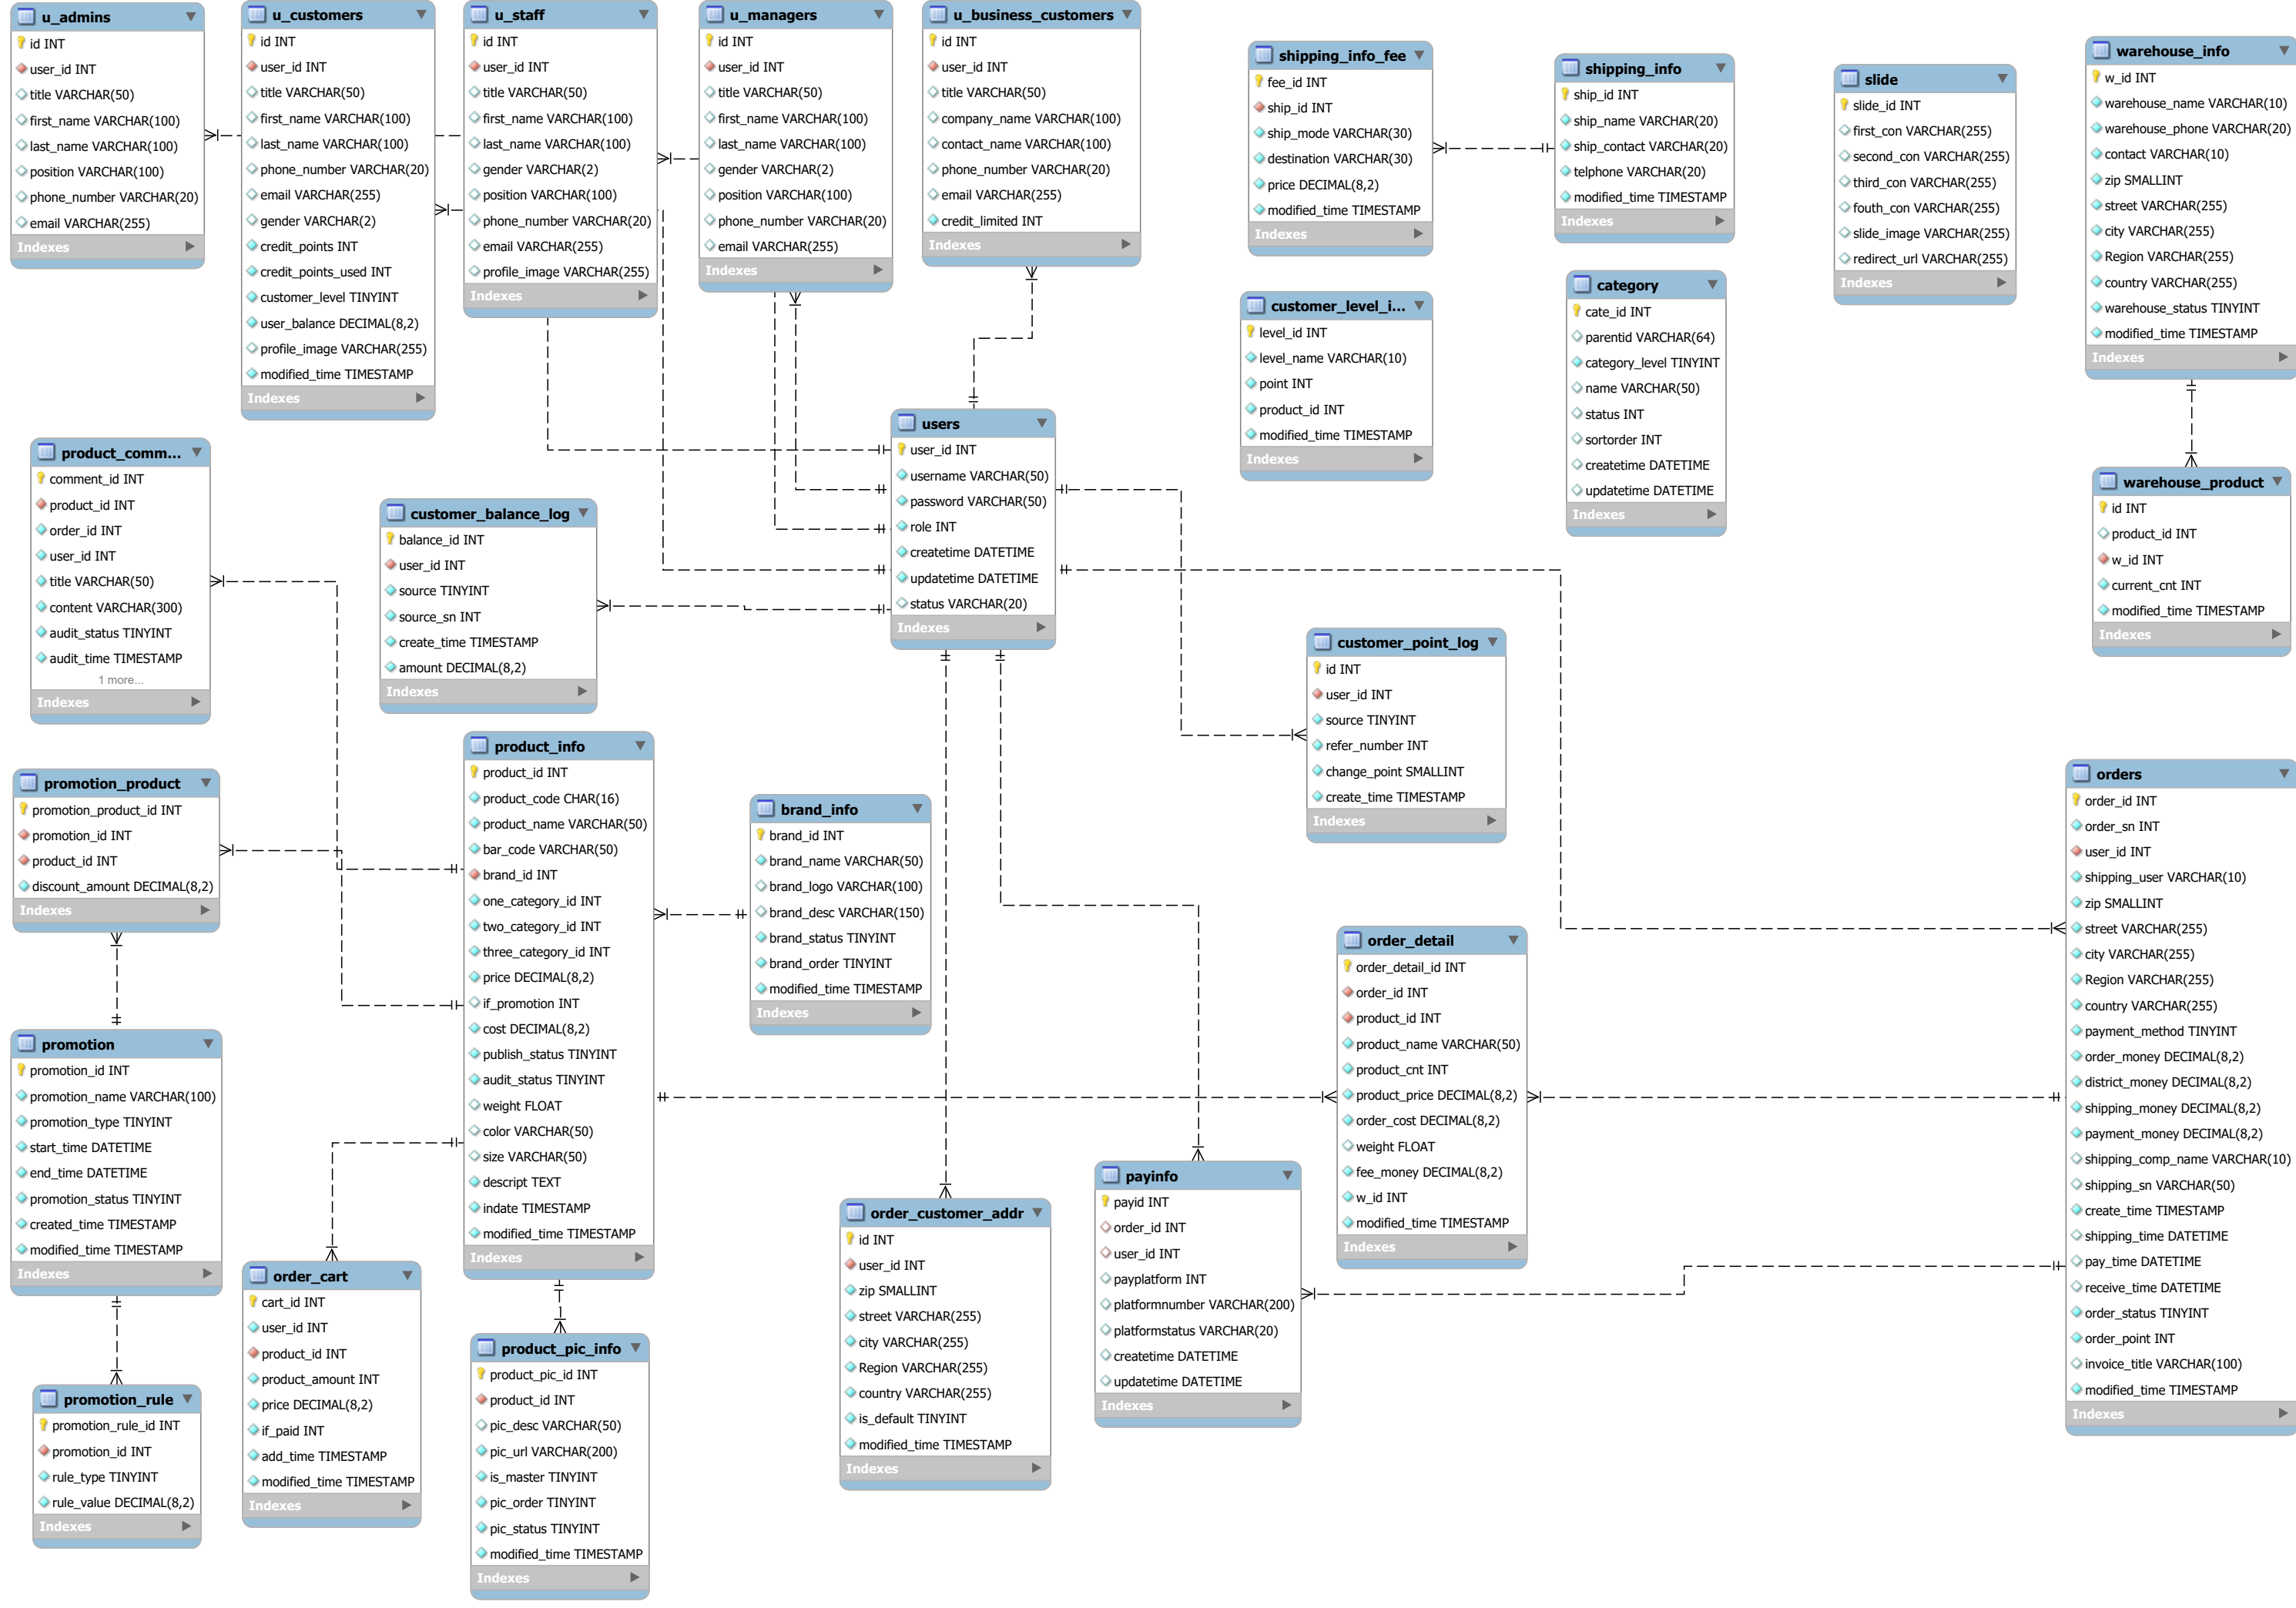 u_admins
id INT
user_id INT
title VARCHAR(50)
first_name VARCHAR(100)
last_name VARCHAR(100)
position VARCHAR(100)
phone_number VARCHAR(20)
email VARCHAR(255)
Indexes
u_customers
id INT
user_id INT
title VARCHAR(50)
first_name VARCHAR(100)
last_name VARCHAR(100)
phone_number VARCHAR(20)
email VARCHAR(255)
gender VARCHAR(2)
credit_points INT
credit_points_used INT
customer_level TINYINT
user_balance DECIMAL(8,2)
profile_image VARCHAR(255)
modified_time TIMESTAMP
Indexes
u_staff
id INT
user_id INT
title VARCHAR(50)
first_name VARCHAR(100)
last_name VARCHAR(100)
gender VARCHAR(2)
position VARCHAR(100)
phone_number VARCHAR(20)
email VARCHAR(255)
profile_image VARCHAR(255)
Indexes
u_managers
id INT
user_id INT
title VARCHAR(50)
first_name VARCHAR(100)
last_name VARCHAR(100)
gender VARCHAR(2)
position VARCHAR(100)
phone_number VARCHAR(20)
email VARCHAR(255)
Indexes
u_business_customers
id INT
user_id INT
title VARCHAR(50)
company_name VARCHAR(100)
contact_name VARCHAR(100)
phone_number VARCHAR(20)
email VARCHAR(255)
credit_limited INT
Indexes
shipping_info_fee
fee_id INT
ship_id INT
ship_mode VARCHAR(30)
destination VARCHAR(30)
price DECIMAL(8,2)
modified_time TIMESTAMP
Indexes
shipping_info
ship_id INT
ship_name VARCHAR(20)
ship_contact VARCHAR(20)
telphone VARCHAR(20)
modified_time TIMESTAMP
Indexes
slide
slide_id INT
first_con VARCHAR(255)
second_con VARCHAR(255)
third_con VARCHAR(255)
fouth_con VARCHAR(255)
slide_image VARCHAR(255)
redirect_url VARCHAR(255)
Indexes
warehouse_info
w_id INT
warehouse_name VARCHAR(10)
warehouse_phone VARCHAR(20)
contact VARCHAR(10)
zip SMALLINT
street VARCHAR(255)
city VARCHAR(255)
Region VARCHAR(255)
country VARCHAR(255)
warehouse_status TINYINT
modified_time TIMESTAMP
Indexes
customer_level_i...
level_id INT
level_name VARCHAR(10)
point INT
product_id INT
modified_time TIMESTAMP
Indexes
category
cate_id INT
parentid VARCHAR(64)
category_level TINYINT
name VARCHAR(50)
status INT
sortorder INT
createtime DATETIME
updatetime DATETIME
Indexes
users
user_id INT
username VARCHAR(50)
password VARCHAR(50)
role INT
createtime DATETIME
updatetime DATETIME
status VARCHAR(20)
Indexes
product_comm...
comment_id INT
product_id INT
order_id INT
user_id INT
title VARCHAR(50)
content VARCHAR(300)
audit_status TINYINT
audit_time TIMESTAMP
1 more...
Indexes
customer_balance_log
balance_id INT
user_id INT
source TINYINT
source_sn INT
create_time TIMESTAMP
amount DECIMAL(8,2)
Indexes
warehouse_product
id INT
product_id INT
w_id INT
current_cnt INT
modified_time TIMESTAMP
Indexes
customer_point_log
id INT
user_id INT
source TINYINT
refer_number INT
change_point SMALLINT
create_time TIMESTAMP
Indexes
promotion_product
promotion_product_id INT
promotion_id INT
product_id INT
discount_amount DECIMAL(8,2)
Indexes
product_info
product_id INT
product_code CHAR(16)
product_name VARCHAR(50)
bar_code VARCHAR(50)
brand_id INT
one_category_id INT
two_category_id INT
three_category_id INT
price DECIMAL(8,2)
if_promotion INT
cost DECIMAL(8,2)
publish_status TINYINT
audit_status TINYINT
weight FLOAT
color VARCHAR(50)
size VARCHAR(50)
descript TEXT
indate TIMESTAMP
modified_time TIMESTAMP
Indexes
brand_info
brand_id INT
brand_name VARCHAR(50)
brand_logo VARCHAR(100)
brand_desc VARCHAR(150)
brand_status TINYINT
brand_order TINYINT
modified_time TIMESTAMP
Indexes
orders
order_id INT
order_sn INT
user_id INT
shipping_user VARCHAR(10)
zip SMALLINT
street VARCHAR(255)
city VARCHAR(255)
Region VARCHAR(255)
country VARCHAR(255)
payment_method TINYINT
order_money DECIMAL(8,2)
district_money DECIMAL(8,2)
shipping_money DECIMAL(8,2)
payment_money DECIMAL(8,2)
shipping_comp_name VARCHAR(10)
shipping_sn VARCHAR(50)
create_time TIMESTAMP
shipping_time DATETIME
pay_time DATETIME
receive_time DATETIME
order_status TINYINT
order_point INT
invoice_title VARCHAR(100)
modified_time TIMESTAMP
Indexes
order_detail
order_detail_id INT
order_id INT
product_id INT
product_name VARCHAR(50)
product_cnt INT
product_price DECIMAL(8,2)
order_cost DECIMAL(8,2)
weight FLOAT
fee_money DECIMAL(8,2)
w_id INT
modified_time TIMESTAMP
Indexes
promotion
promotion_id INT
promotion_name VARCHAR(100)
promotion_type TINYINT
start_time DATETIME
end_time DATETIME
promotion_status TINYINT
created_time TIMESTAMP
modified_time TIMESTAMP
Indexes
order_customer_addr
id INT
user_id INT
zip SMALLINT
street VARCHAR(255)
city VARCHAR(255)
Region VARCHAR(255)
country VARCHAR(255)
is_default TINYINT
modified_time TIMESTAMP
Indexes
payinfo
payid INT
order_id INT
user_id INT
payplatform INT
platformnumber VARCHAR(200)
platformstatus VARCHAR(20)
createtime DATETIME
updatetime DATETIME
Indexes
order_cart
cart_id INT
user_id INT
product_id INT
product_amount INT
price DECIMAL(8,2)
if_paid INT
add_time TIMESTAMP
modified_time TIMESTAMP
Indexes
product_pic_info
product_pic_id INT
product_id INT
pic_desc VARCHAR(50)
pic_url VARCHAR(200)
is_master TINYINT
pic_order TINYINT
pic_status TINYINT
modified_time TIMESTAMP
Indexes
promotion_rule
promotion_rule_id INT
promotion_id INT
rule_type TINYINT
rule_value DECIMAL(8,2)
Indexes